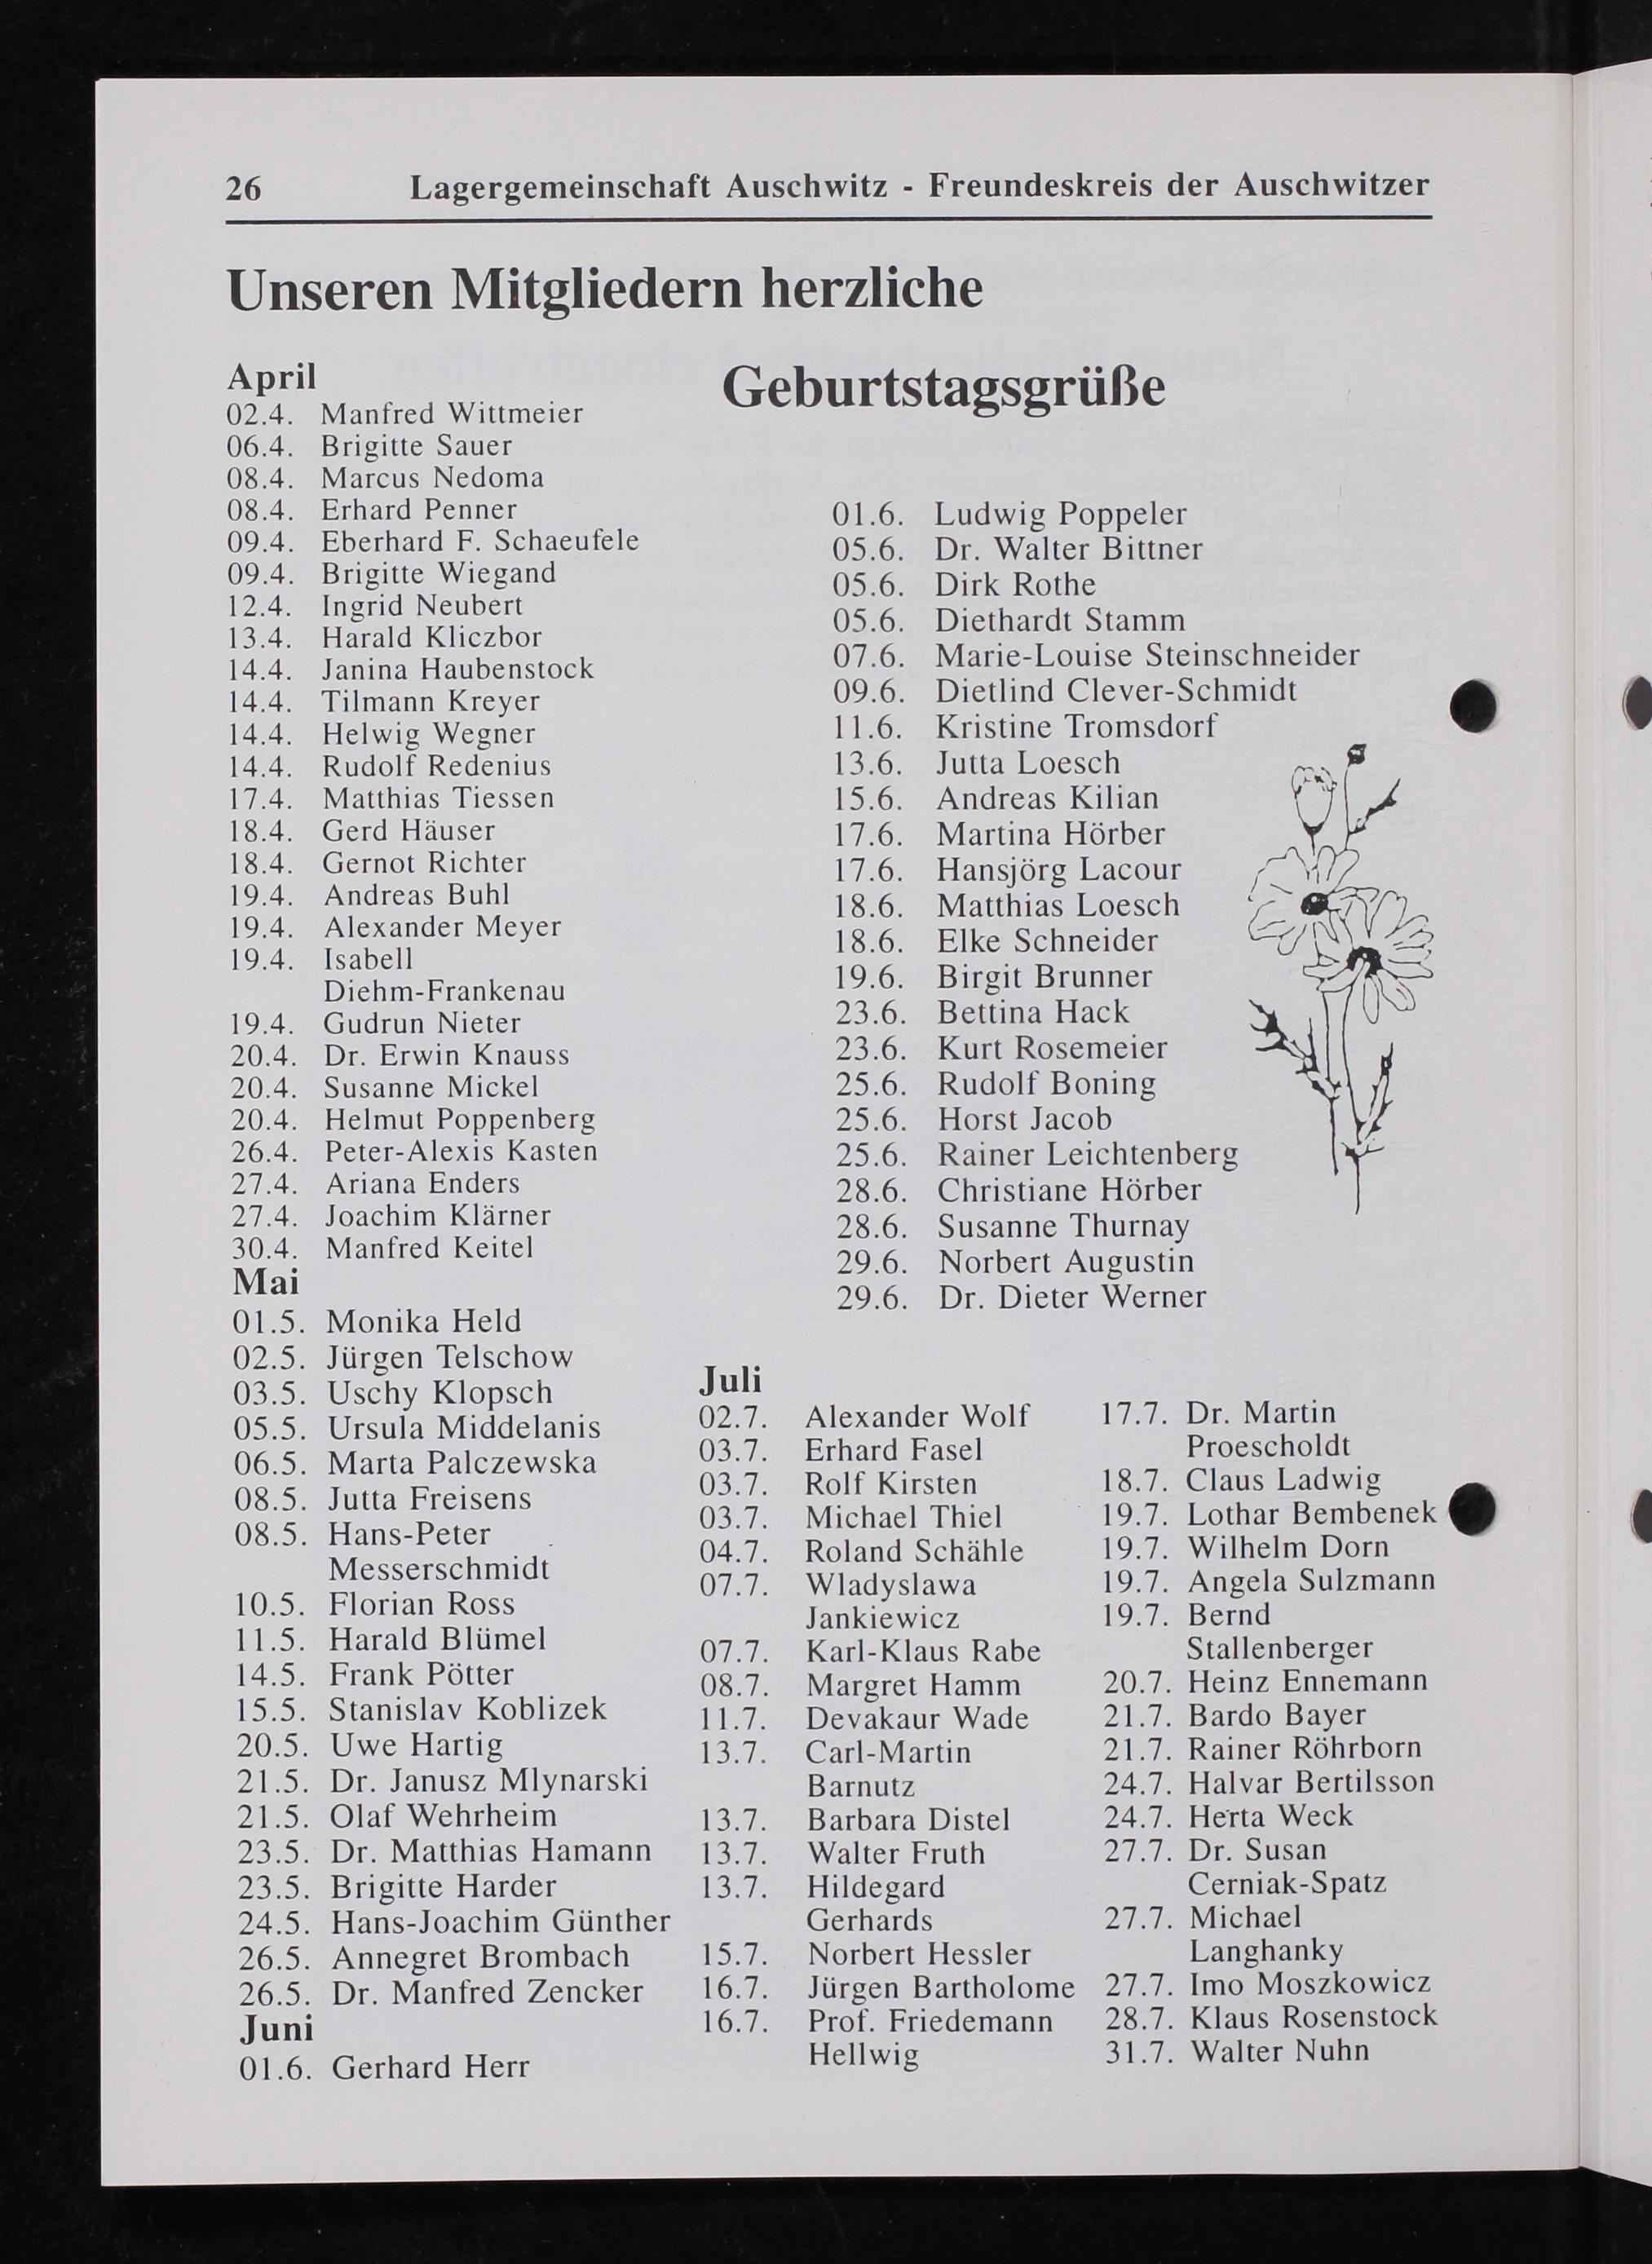 26 Lagergemeinschaft Auschwitz - Freundeskreis der Auschwitzer
Unseren Mitgliedern herzliche
Geburtstagsgrüße
April
02.4. Manfred Wittmeier
06.4. Brigitte Sauer
08.4. Marcus Nedoma
08.4. Erhard Penner
09.4. Eberhard F. Schaeufele
09.4. Brigitte Wiegand
12.4. Ingrid Neubert
13.4. Harald Kliczbor
14.4. Janina Haubenstock
14.4. Tilmann Kreyer
14.4. Helwig Wegner
14.4. Rudolf Redenius
17.4. Matthias Tiessen
18.4. Gerd Häuser
18.4. Gernot Richter
19.4. Andreas Buhl
19.4. Alexander Meyer
19.4. Isabell
Diehm-Frankenau
19.4. Gudrun Nieter
20.4. Dr. Erwin Knauss
20.4. Susanne Mickel
20.4. Helmut Poppenberg
26.4. Peter-Alexis Kasten
27.4. Ariana Enders
27.4. Joachim Klärner
30.4. Manfred Keitel
Mai
01.5. Monika Held
02.5. Jürgen Telschow
03.5. Uschy Klopsch
05.5. Ursula Middelanis
06.5. Marta Palczewska
08.5. Jutta Freisens
08.5. Hans-Peter
Messerschmidt
10.5. Florian Ross
11.5. Harald Blümel
14.5. Frank Pötter
15.5. Stanislav Koblizek
20.5. Uwe Hartig
21.5. Dr. Janusz Mlynarski
21.5. Olaf Wehrheim
23.5. Dr. Matthias Hamann
23.5. Brigitte Harder
24.5. Hans-Joachim Günther
26.5. Annegret Brombach
26.5. Dr. Manfred Zencker
Juni
01.6. Gerhard Herr
01.6. Ludwig Poppeler
05.6. Dr. Walter Bittner
05.6. Dirk Rothe
05.6. Diethardt Stamm
07.6. Marie-Louise Steinschneider
09.6. Dietlind Clever-Schmidt
11.6. Kristine Tromsdorf
13.6. Jutta Loesch
15.6. Andreas Kilian
17.6. Martina Hörber
17.6. Hansjörg Lacour
18.6. Matthias Loesch
18.6. Elke Schneider
19.6. Birgit Brunner
23.6. Bettina Hack
23.6. Kurt Rosemeier
25.6. Rudolf Boning
25.6. Horst Jacob
25.6. Rainer Leichtenberg
28.6. Christiane Hörber
28.6. Susanne Thurnay
29.6. Norbert Augustin
29.6. Dr. Dieter Werner
Juli
02.7. Alexander Wolf
03.7. Erhard Fasel
03.7. Rolf Kirsten
03.7. Michael Thiel
04.7. Roland Schähle
07.7. Wladyslawa
Jankiewicz
07.7. Karl-Klaus Rabe
08.7. Margret Hamm
11.7. Devakaur Wade
13.7. Carl-Martin
Barnutz
13.7. Barbara Distel
13.7. Walter Fruth
13.7. Hildegard
Gerhards
15.7. Norbert Hessler
16.7. Jürgen Bartholome
16.7. Prof. Friedemann
Hellwig
17.7. Dr. Martin
Proescholdt
18.7. Claus Ladwig
19.7. Lothar Bembenek
19.7. Wilhelm Dorn
19.7. Angela Sulzmann
19.7. Bernd
Stallenberger
20.7. Heinz Ennemann
21.7. Bardo Bayer
21.7. Rainer Röhrborn
24.7. Halvar Bertilsson
24.7. Herta Weck
27.7. Dr. Susan
Cerniak-Spatz
27.7. Michael
Langhanky
27.7. Imo Moszkowicz
28.7. Klaus Rosenstock
31.7. Walter Nuhn